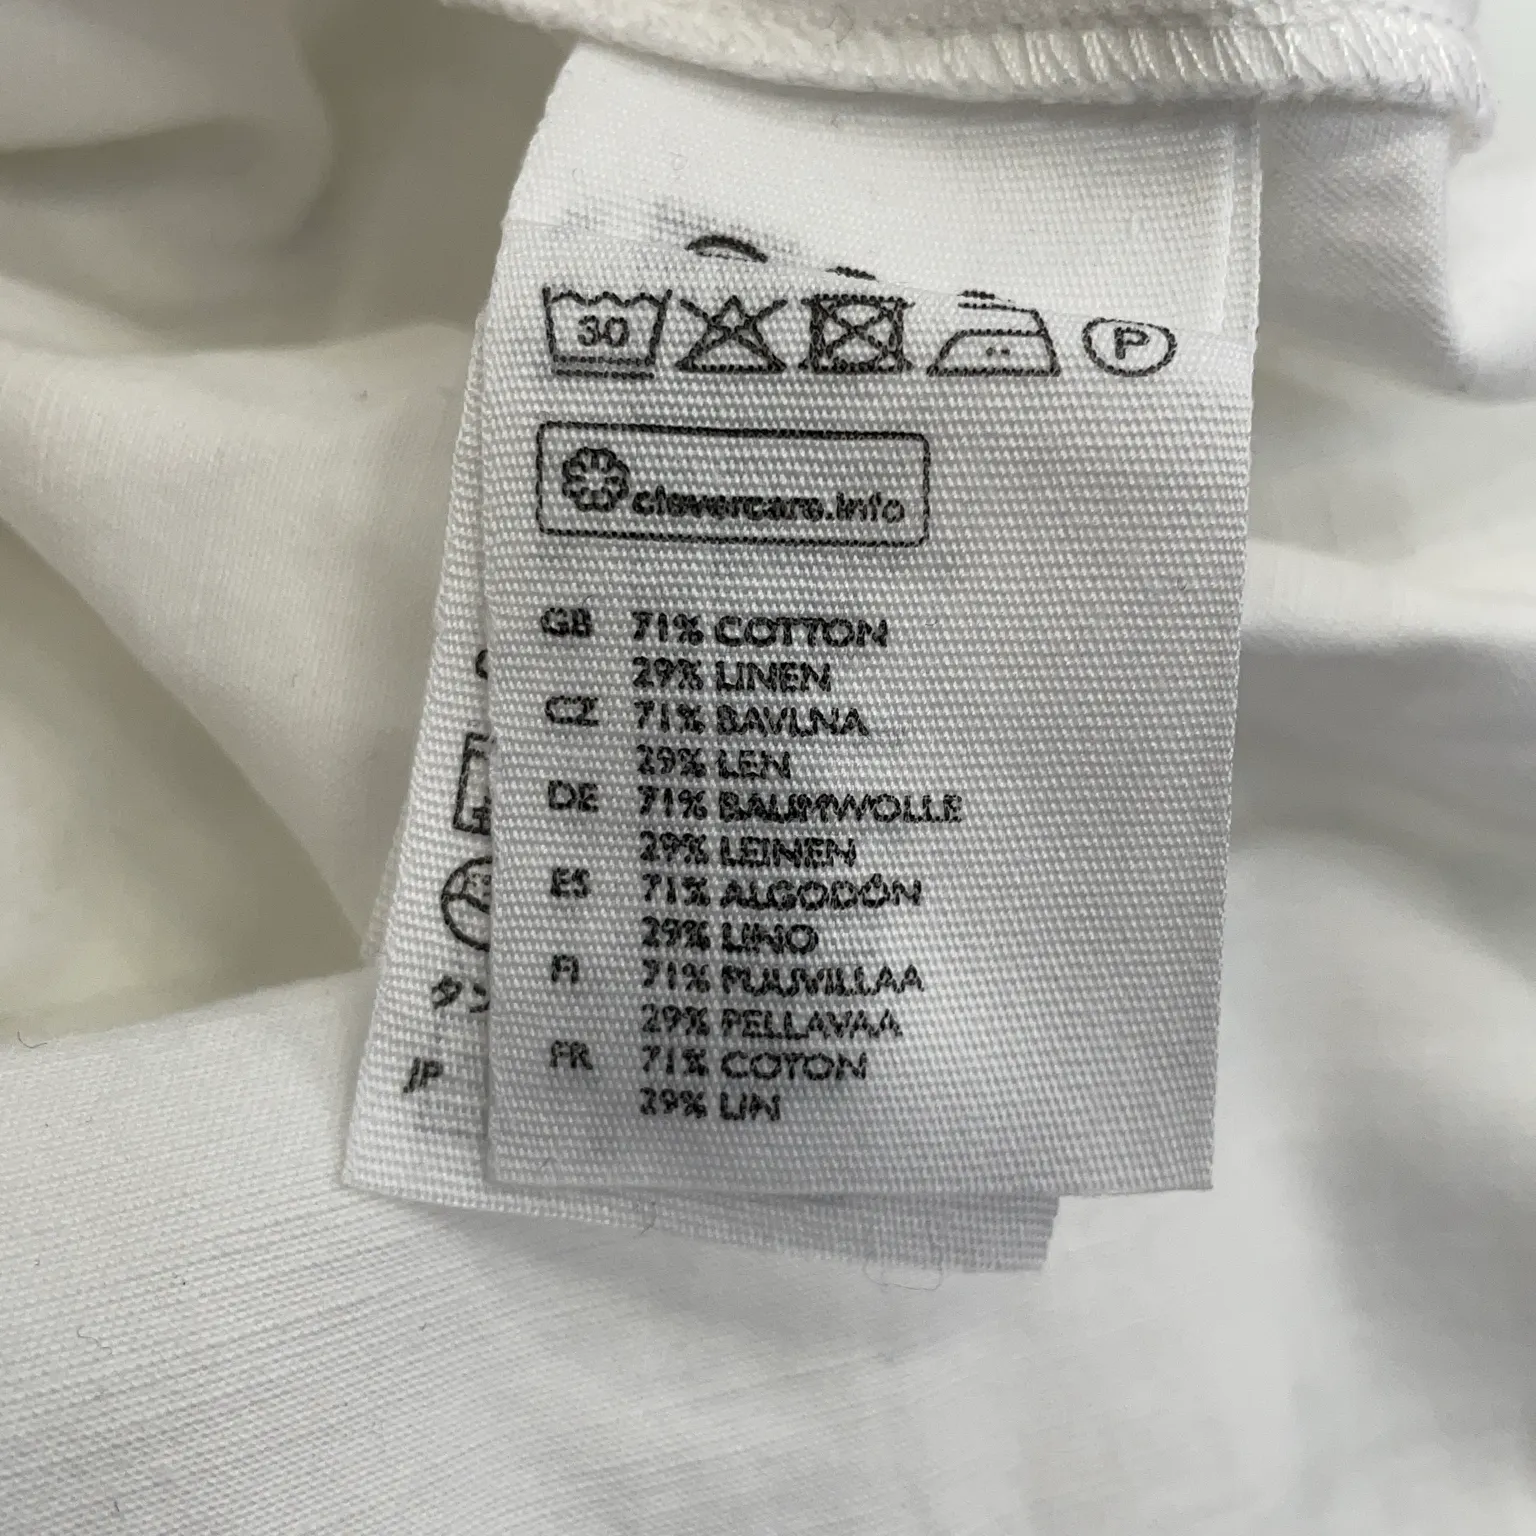 30
P
clevercare.info
GB 71% COTTON
29% LINEN
CZ 71% BAVLNA
29% LEN
DE 71% BAUMWOLLE
29% LEINEN
ES 71% ALGODÓN
29% LINO
FI 71% PUUVILLAA
29% PELLAVAA
FR 71% COTON
29% LIN
JP